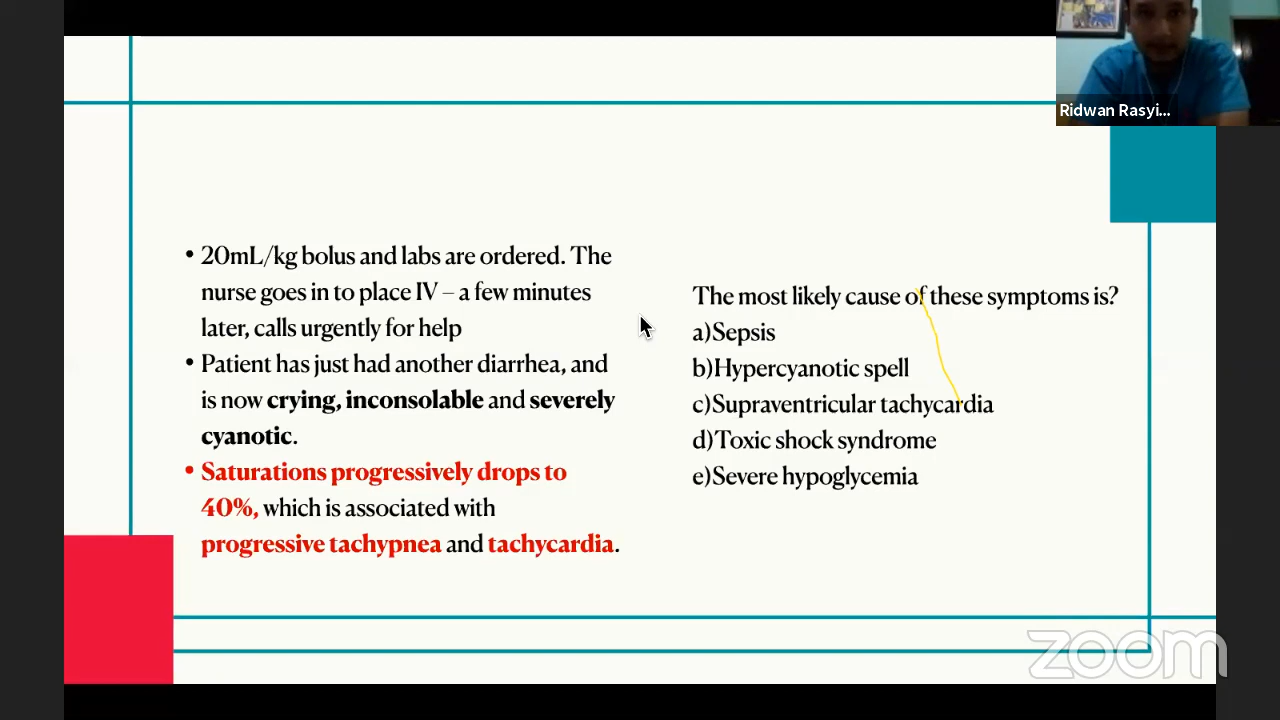 Ridwan Rasyi...
• 20mL/kg bolus and labs are ordered. The
nurse goes in to place IV – a few minutes
later, calls urgently for help
• Patient has just had another diarrhea, and
is now crying, inconsolable and severely
cyanotic.
• Saturations progressively drops to
40%, which is associated with
progressive tachypnea and tachycardia.
The most likely cause of these symptoms is?
a)Sepsis
b)Hypercyanotic spell
c)Supraventricular tachycardia
d)Toxic shock syndrome
e)Severe hypoglycemia
zoom